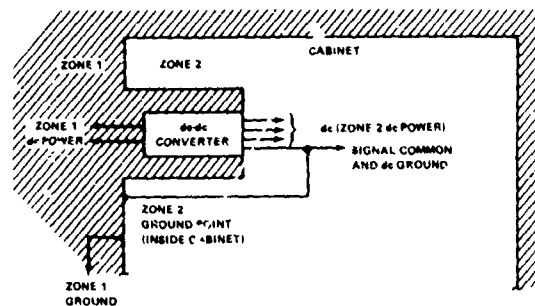 CABINET
ZONE 1
ZONE 2
ZONE 1
dc POWER
dc-dc
CONVERTER
dc (ZONE 2 dc POWER)
SIGNAL COMMON
AND dc GROUND
ZONE 2
GROUND POINT
(INSIDE CABINET)
ZONE 1
GROUND